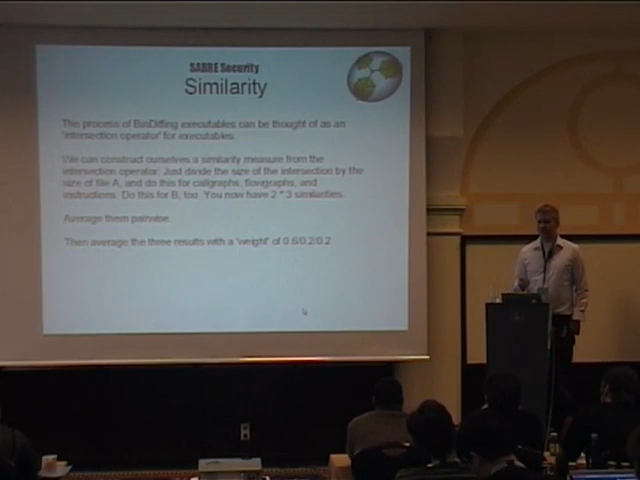 SABRE Security
Similarity
The process of BinDiffing executables can be thought of as an
'intersection operator' for executables.
We can construct ourselves a similarity measure from the
intersection operator: Just divide the size of the intersection by the
size of file A, and do this for callgraphs, flowgraphs, and
instructions. Do this for B, too. You now have 2 * 3 similarities.
Average them pairwise.
Then average the three results with a 'weight' of 0.6/0.2/0.2